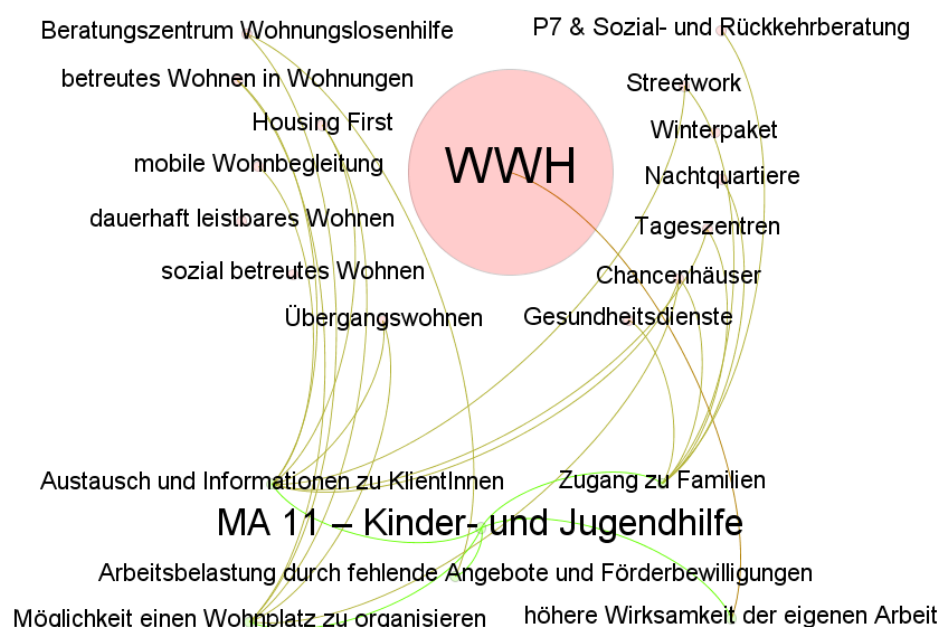 Beratungszentrum Wohnungslosenhilfe
P7 & Sozial- und Rückkehrberatung
betreutes Wohnen in Wohnungen
Streetwork
Housing First
Winterpaket
WWH
mobile Wohnbegleitung
Nachtquartiere
dauerhaft leistbares Wohnen
Tageszentren
sozial betreutes Wohnen
Chancenhäuser
Übergangswohnen
Gesundheitsdienste
Austausch und Informationen zu KlientInnen
Zugang zu Familien
MA 11 – Kinder- und Jugendhilfe
Arbeitsbelastung durch fehlende Angebote und Förderbewilligungen
Möglichkeit einen Wohnplatz zu organisieren
höhere Wirksamkeit der eigenen Arbeit